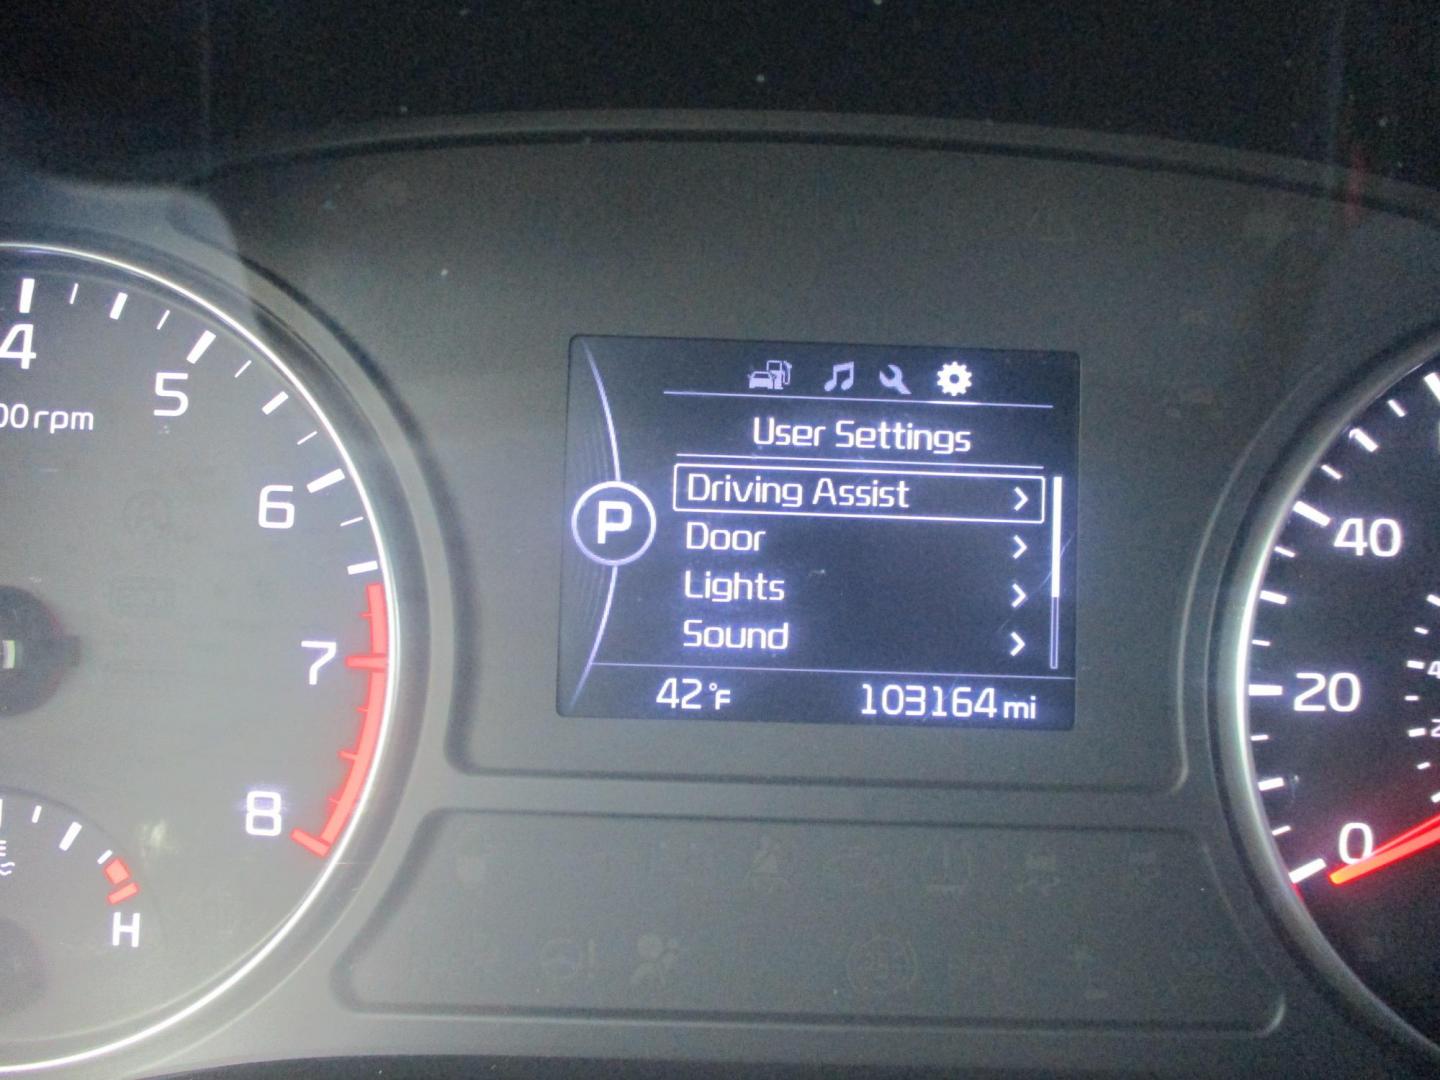 User Settings
Driving Assist
P
Door
Lights
Sound
42°F
103164 mi
4
5
00rpm
6
7
8
H
40
20
0